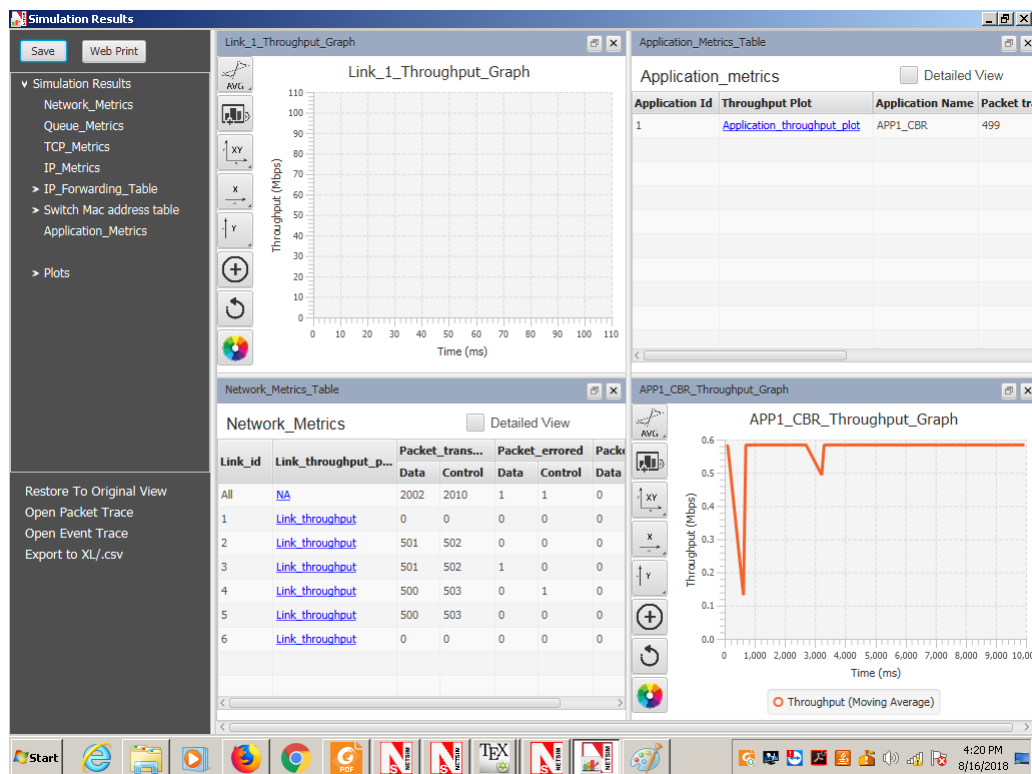 Simulation Results
Save
Web Print
Simulation Results
Network_Metrics
Queue_Metrics
TCP_Metrics
IP_Metrics
IP_Forwarding_Table
Switch Mac address table
Application_Metrics
Plots
Restore To Original View
Open Packet Trace
Open Event Trace
Export to XL/.csv
Link_1_Throughput_Graph
AVG
XY
X
Y
Link_1_Throughput_Graph
Throughput (Mbps)
110
100
90
80
70
60
50
40
30
20
10
0
0 10 20 30 40 50 60 70 80 90 100 110
Time (ms)
Application_Metrics_Table
Application_metrics
Detailed View
Application Id Throughput Plot Application Name Packet tra
1 Application_throughput_plot APP1_CBR 499
Network_Metrics_Table
Network_Metrics
Detailed View
Link_id Link_throughput_p... Packet_trans... Packet_errored Packe
Data Control Data Control Data
All NA 2002 2010 1 1 0
1 Link_throughput 0 0 0 0 0
2 Link_throughput 501 502 0 0 0
3 Link_throughput 501 502 1 0 0
4 Link_throughput 500 503 0 1 0
5 Link_throughput 500 503 0 0 0
6 Link_throughput 0 0 0 0 0
APP1_CBR_Throughput_Graph
AVG
XY
X
Y
APP1_CBR_Throughput_Graph
Throughput (Mbps)
0.6
0.5
0.4
0.3
0.2
0.1
0.0
0 1,000 2,000 3,000 4,000 5,000 6,000 7,000 8,000 9,000 10,00
Time (ms)
Throughput (Moving Average)
Start
PDF
NETSIM
NETSIM
TEX
NETSIM
4:20 PM
8/16/2018